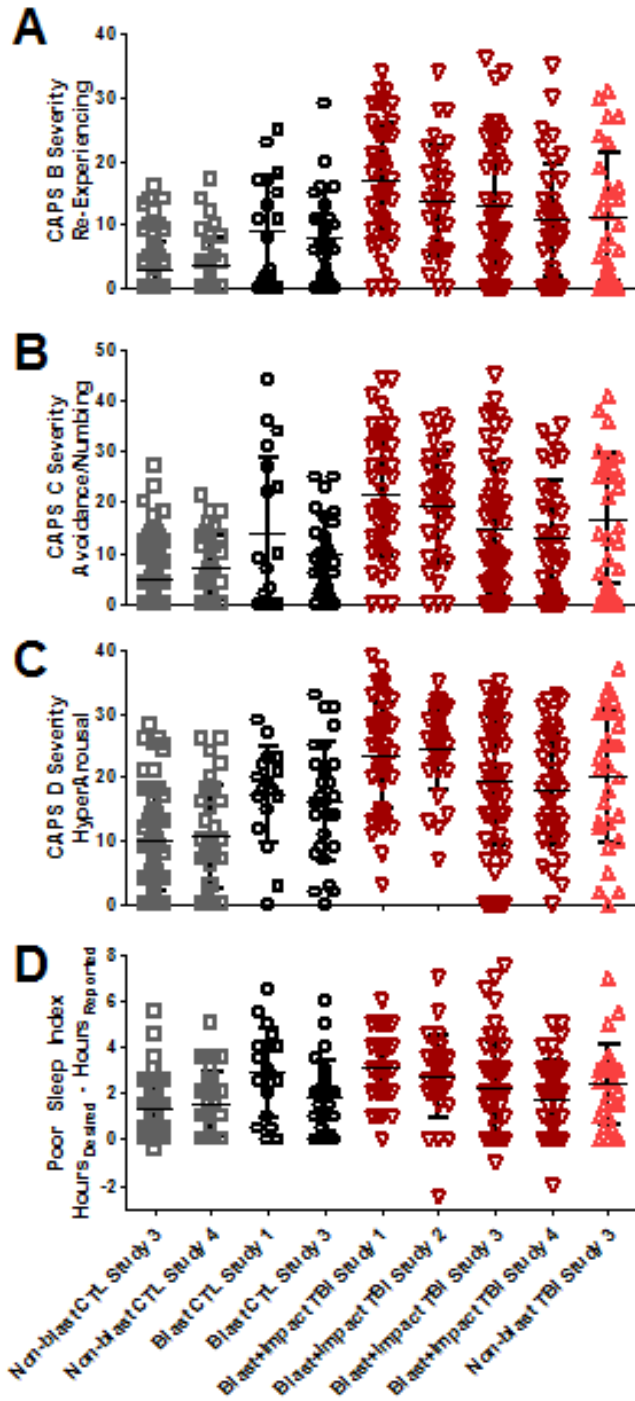 A
CAPS B Severity
Re-Experiencing
40
30
20
10
0
B
CAPS C Severity
Avoidance/Numbing
50
40
30
20
10
0
C
CAPS D Severity
HyperArousal
40
30
20
10
0
D
Poor Sleep Index
Hours Desired - Hours Reported
8
6
4
2
0
-2
Non-blast CTL Study 3
Non-blast CTL Study 4
Blast CTL Study 1
Blast CTL Study 3
Blast+Impact TBI Study 1
Blast+Impact TBI Study 2
Blast+Impact TBI Study 3
Blast+Impact TBI Study 4
Non-blast TBI Study 3